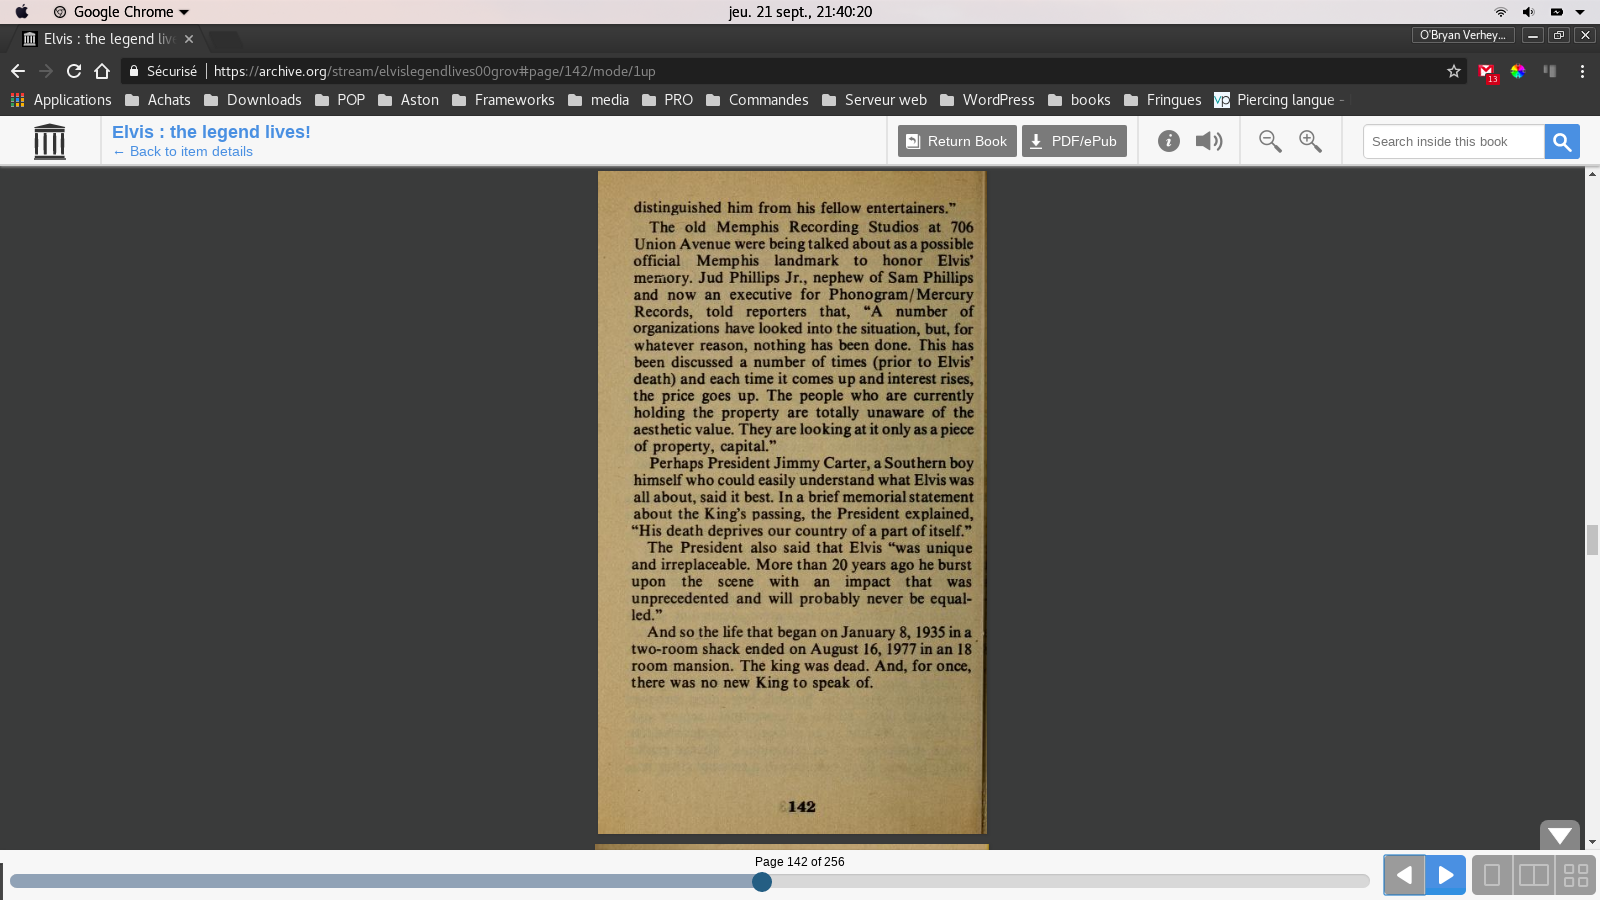 Google Chrome
jeu. 21 sept., 21:40:20
Elvis : the legend live
O'Bryan Verhey...
Sécurisé
https://archive.org/stream/elvislegendlives00grov#page/142/mode/1up
13
Applications Achats Downloads POP Aston Frameworks media PRO Commandes Serveur web WordPress books Fringues vp Piercing langue -
Elvis : the legend lives!
← Back to item details
Return Book
PDF/ePub
Search inside this book
distinguished him from his fellow entertainers.”
The old Memphis Recording Studios at 706
Union Avenue were being talked about as a possible
official Memphis landmark to honor Elvis’
memory. Jud Phillips Jr., nephew of Sam Phillips
and now an executive for Phonogram/Mercury
Records, told reporters that, “A number of
organizations have looked into the situation, but, for
whatever reason, nothing has been done. This has
been discussed a number of times (prior to Elvis’
death) and each time it comes up and interest rises,
the price goes up. The people who are currently
holding the property are totally unaware of the
aesthetic value. They are looking at it only as a piece
of property, capital.”
Perhaps President Jimmy Carter, a Southern boy
himself who could easily understand what Elvis was
all about, said it best. In a brief memorial statement
about the King’s passing, the President explained,
“His death deprives our country of a part of itself.”
The President also said that Elvis “was unique
and irreplaceable. More than 20 years ago he burst
upon the scene with an impact that was
unprecedented and will probably never be equal-
led.”
And so the life that began on January 8, 1935 in a
two-room shack ended on August 16, 1977 in an 18
room mansion. The king was dead. And, for once,
there was no new King to speak of.
142
Page 142 of 256